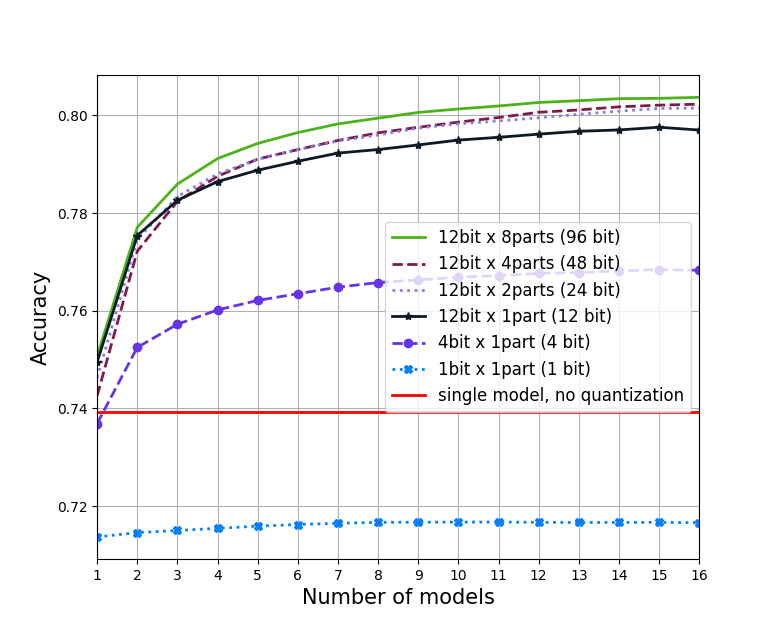 0.80
0.78
0.76
0.74
0.72
Accuracy
12bit x 8parts (96 bit)
12bit x 4parts (48 bit)
12bit x 2parts (24 bit)
12bit x 1part (12 bit)
4bit x 1part (4 bit)
1bit x 1part (1 bit)
single model, no quantization
1 2 3 4 5 6 7 8 9 10 11 12 13 14 15 16
Number of models